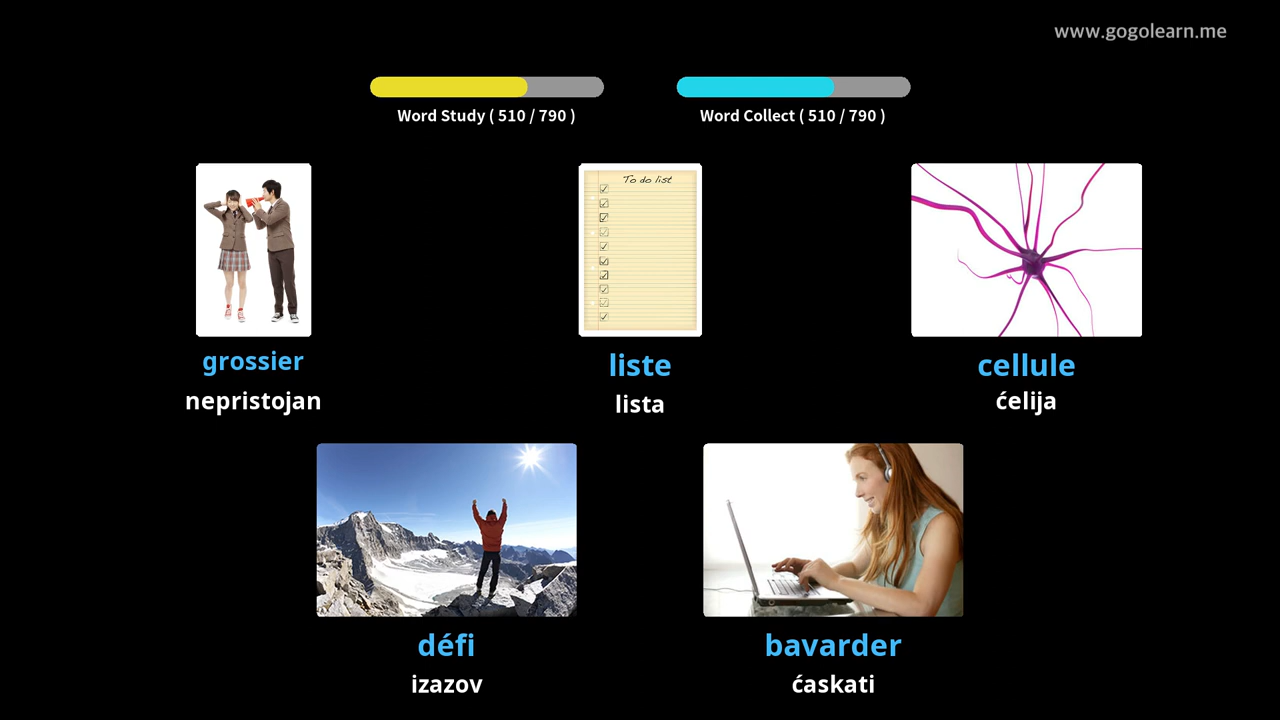 www.gogolearn.me
Word Study ( 510 / 790 )
Word Collect ( 510 / 790 )
To do list
grossier
nepristojan
liste
lista
cellule
ćelija
défi
izazov
bavarder
ćaskati